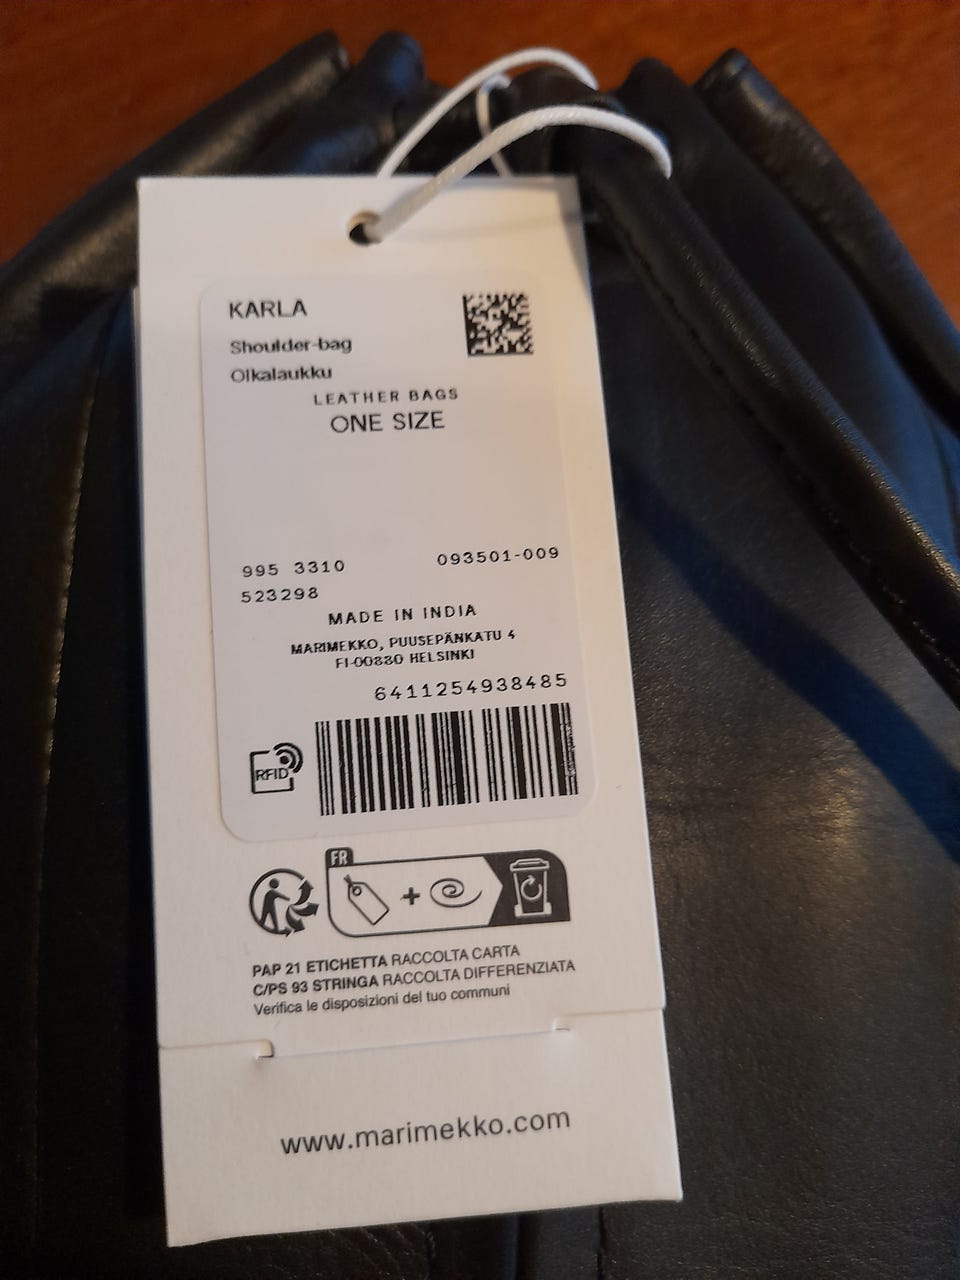 KARLA
Shoulder-bag
Olkalaukku
LEATHER BAGS
ONE SIZE
995 3310
093501-009
523298
MADE IN INDIA
MARIMEKKO, PUUSEPÄNKATU 4
FI-00880 HELSINKI
6411254938485
RFID
FR
PAP 21 ETICHETTA RACCOLTA CARTA
C/PS 93 STRINGA RACCOLTA DIFFERENZIATA
Verifica le disposizioni del tuo communi
www.marimekko.com